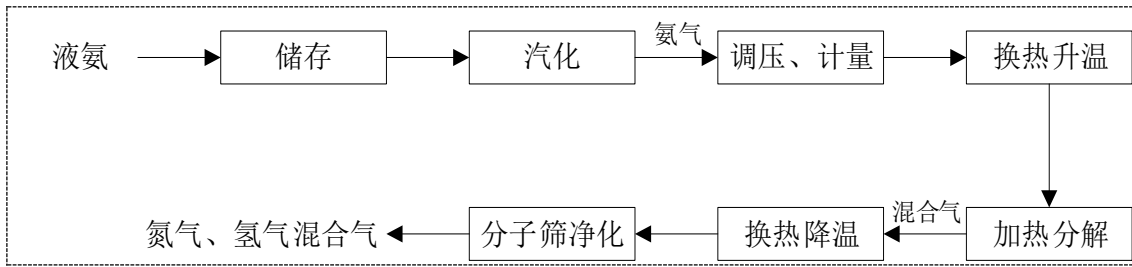 液氨
储存
汽化
氨气
调压、计量
换热升温
加热分解
混合气
换热降温
分子筛净化
氮气、氢气混合气